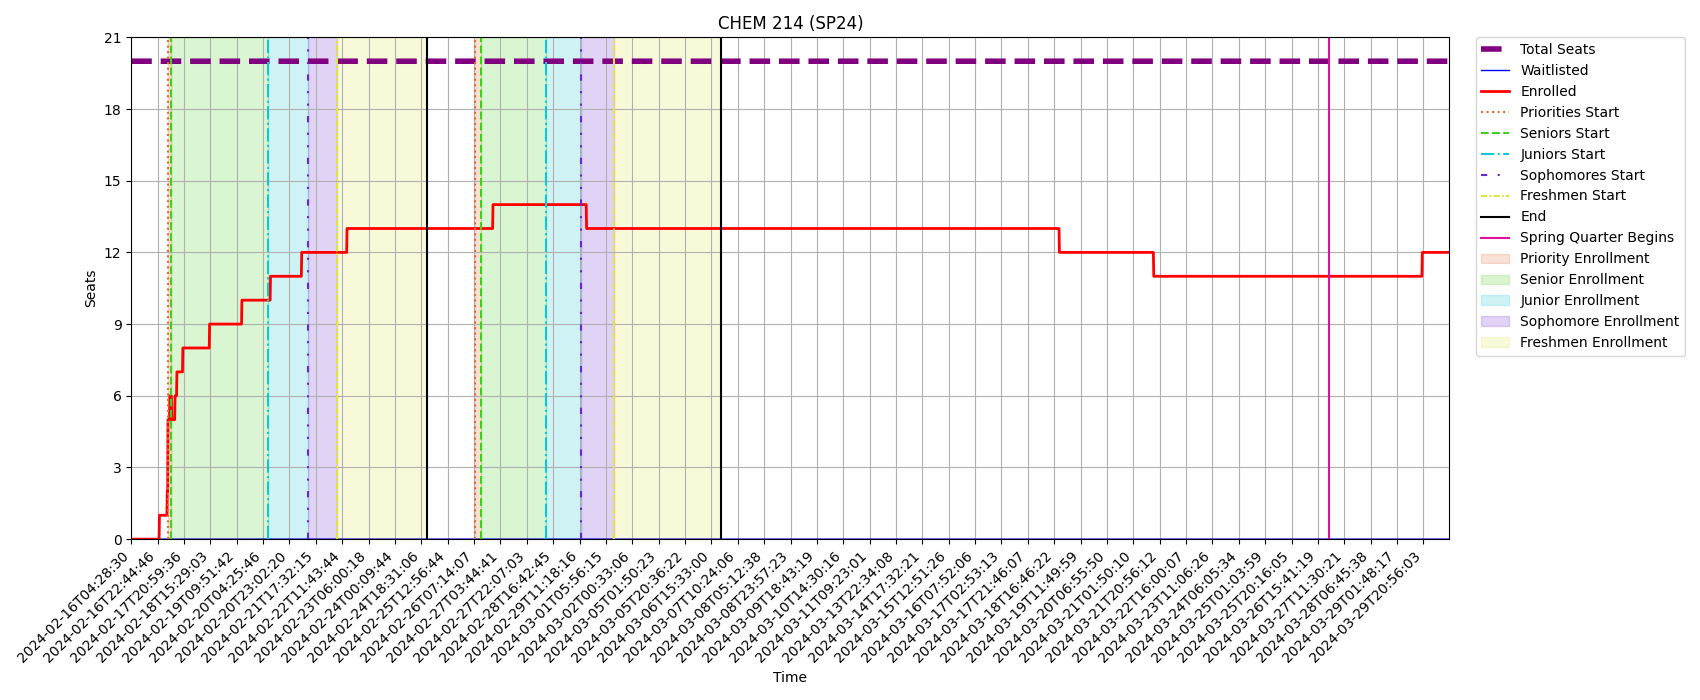 CHEM 214 (SP24)
21
18
15
12
9
6
3
0
Seats
2024-02-16T04:28:30
2024-02-16T22:44:46
2024-02-17T20:59:36
2024-02-18T15:29:03
2024-02-19T09:51:42
2024-02-20T04:25:46
2024-02-20T23:02:20
2024-02-21T17:32:15
2024-02-22T11:43:44
2024-02-23T06:00:18
2024-02-24T00:09:44
2024-02-24T18:31:06
2024-02-25T12:56:44
2024-02-26T07:14:07
2024-02-27T03:44:41
2024-02-27T22:07:03
2024-02-28T16:42:45
2024-02-29T11:18:16
2024-03-01T05:56:15
2024-03-02T00:33:06
2024-03-05T01:50:23
2024-03-05T20:36:22
2024-03-06T15:33:00
2024-03-07T10:24:06
2024-03-08T05:12:38
2024-03-08T23:57:23
2024-03-09T18:43:19
2024-03-10T14:30:16
2024-03-11T09:23:01
2024-03-13T22:34:08
2024-03-14T17:32:21
2024-03-15T12:51:26
2024-03-16T07:52:06
2024-03-17T02:53:13
2024-03-17T21:46:07
2024-03-18T16:46:22
2024-03-19T11:49:59
2024-03-20T06:55:50
2024-03-21T01:50:10
2024-03-21T20:56:12
2024-03-22T16:00:07
2024-03-23T11:06:26
2024-03-24T06:05:34
2024-03-25T01:03:59
2024-03-25T20:16:05
2024-03-26T15:41:19
2024-03-27T11:30:21
2024-03-28T06:45:38
2024-03-29T01:48:17
2024-03-29T20:56:03
Time
Total Seats
Waitlisted
Enrolled
Priorities Start
Seniors Start
Juniors Start
Sophomores Start
Freshmen Start
End
Spring Quarter Begins
Priority Enrollment
Senior Enrollment
Junior Enrollment
Sophomore Enrollment
Freshmen Enrollment